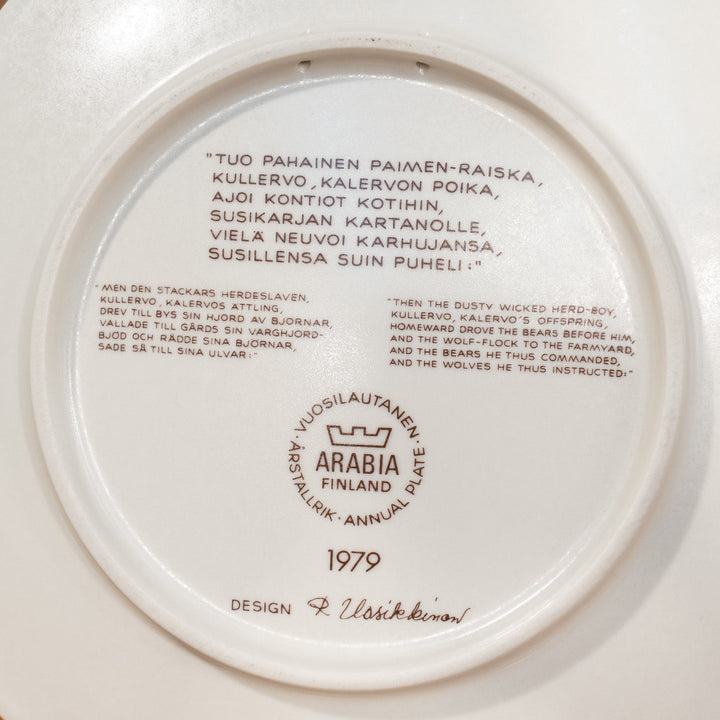 "TUO PAHAINEN PAIMEN-RAISKA,
KULLERVO, KALERVON POIKA,
AJOI KONTIOT KOTIHIN,
SUSIKARJAN KARTANOLLE,
VIELÄ NEUVOI KARHUJANSA,
SUSILLENSA SUIN PUHELI:"
"MEN DEN STACKARS HERDESLAVEN,
KULLERVO, KALERVOS ÄTTLING,
DREV TILL BYS SIN HJORD AV BJÖRNAR,
VALLADE TILL GÅRDS SIN VARGHJORD-
BJÖD OCH RÅDDE SINA BJÖRNAR,
SADE SÅ TILL SINA ULVAR:"
"THEN THE DUSTY WICKED HERD-BOY,
KULLERVO, KALERVO'S OFFSPRING,
HOMEWARD DROVE THE BEARS BEFORE HIM,
AND THE WOLF-FLOCK TO THE FARMYARD,
AND THE BEARS HE THUS COMMANDED,
AND THE WOLVES HE THUS INSTRUCTED:"
· VUOSILAUTANEN · ANNUAL PLATE · ÅRSTALLRIK
ARABIA
FINLAND
1979
DESIGN R Uosikkinen